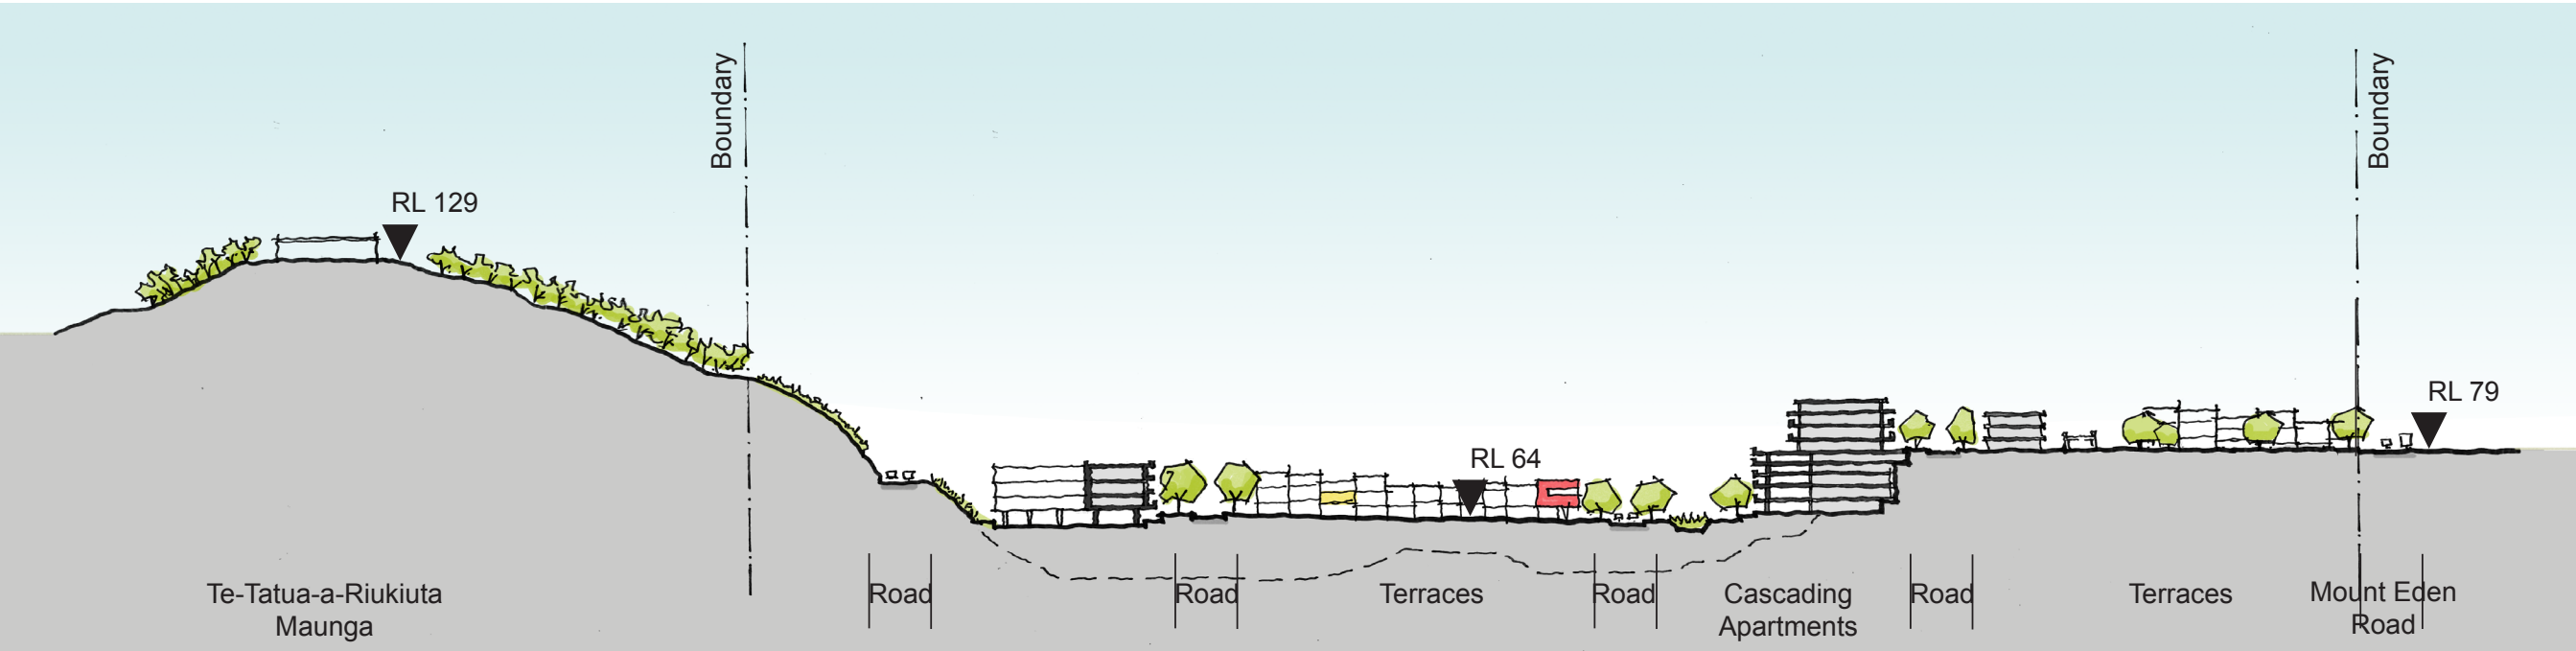 Boundary
Boundary
RL 129
RL 79
RL 64
Te-Tatua-a-Riukiuta
Maunga
Road
Road
Terraces
Road
Cascading
Apartments
Road
Terraces
Mount Eden
Road